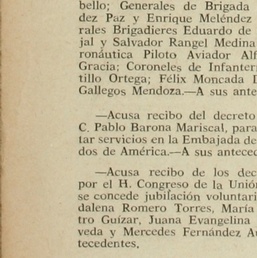 bello; Generales de Brigada
dez Paz y Enrique Meléndez
rales Brigadieres Eduardo de
jal y Salvador Rangel Medina
ronáutica Piloto Aviador Alf
Gracia; Coroneles de Infanter
tillo Ortega; Félix Moncada
Gallegos Mendoza.—A sus ante
—Acusa recibo del decreto
C. Pablo Barona Mariscal, para
tar servicios en la Embajada de
dos de América.—A sus anteced
—Acusa recibo de los dec
por el H. Congreso de la Unión
se concede jubilación voluntari
dalena Romero Torres, María
tro Guízar, Juana Evangelina
veda y Mercedes Fernández A
tecedentes.